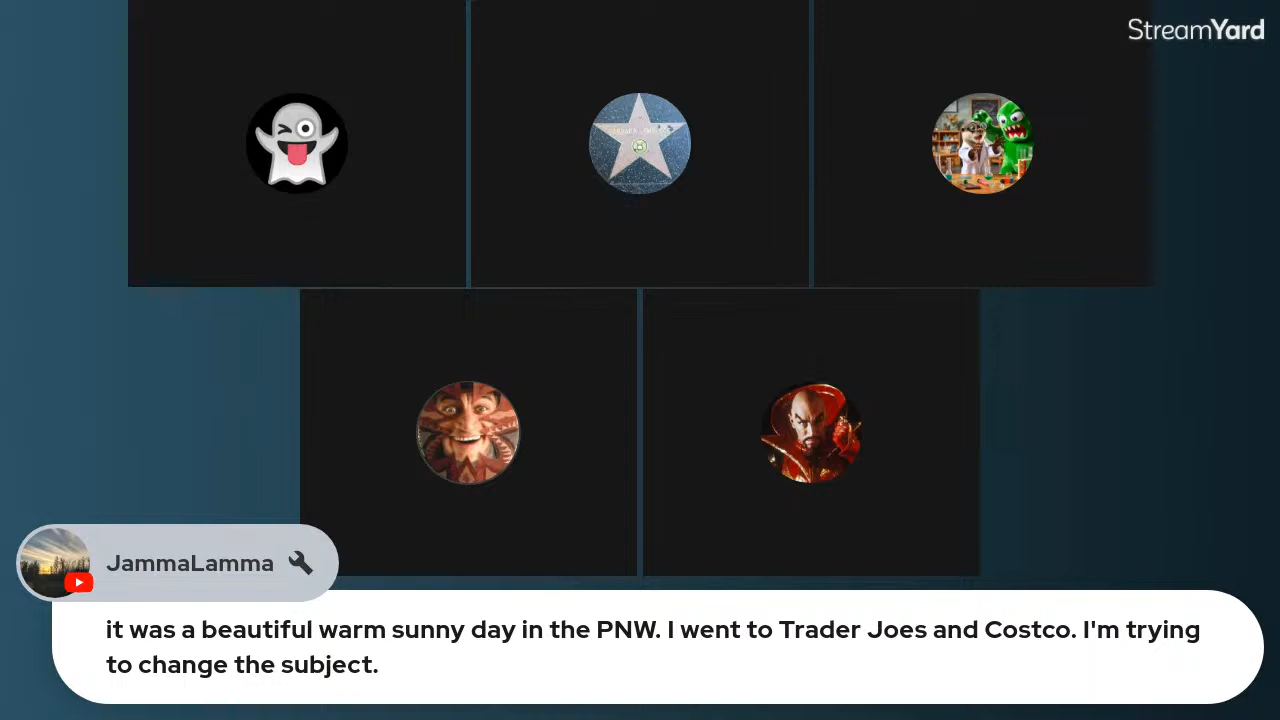 StreamYard
JammaLamma
it was a beautiful warm sunny day in the PNW. I went to Trader Joes and Costco. I'm trying
to change the subject.